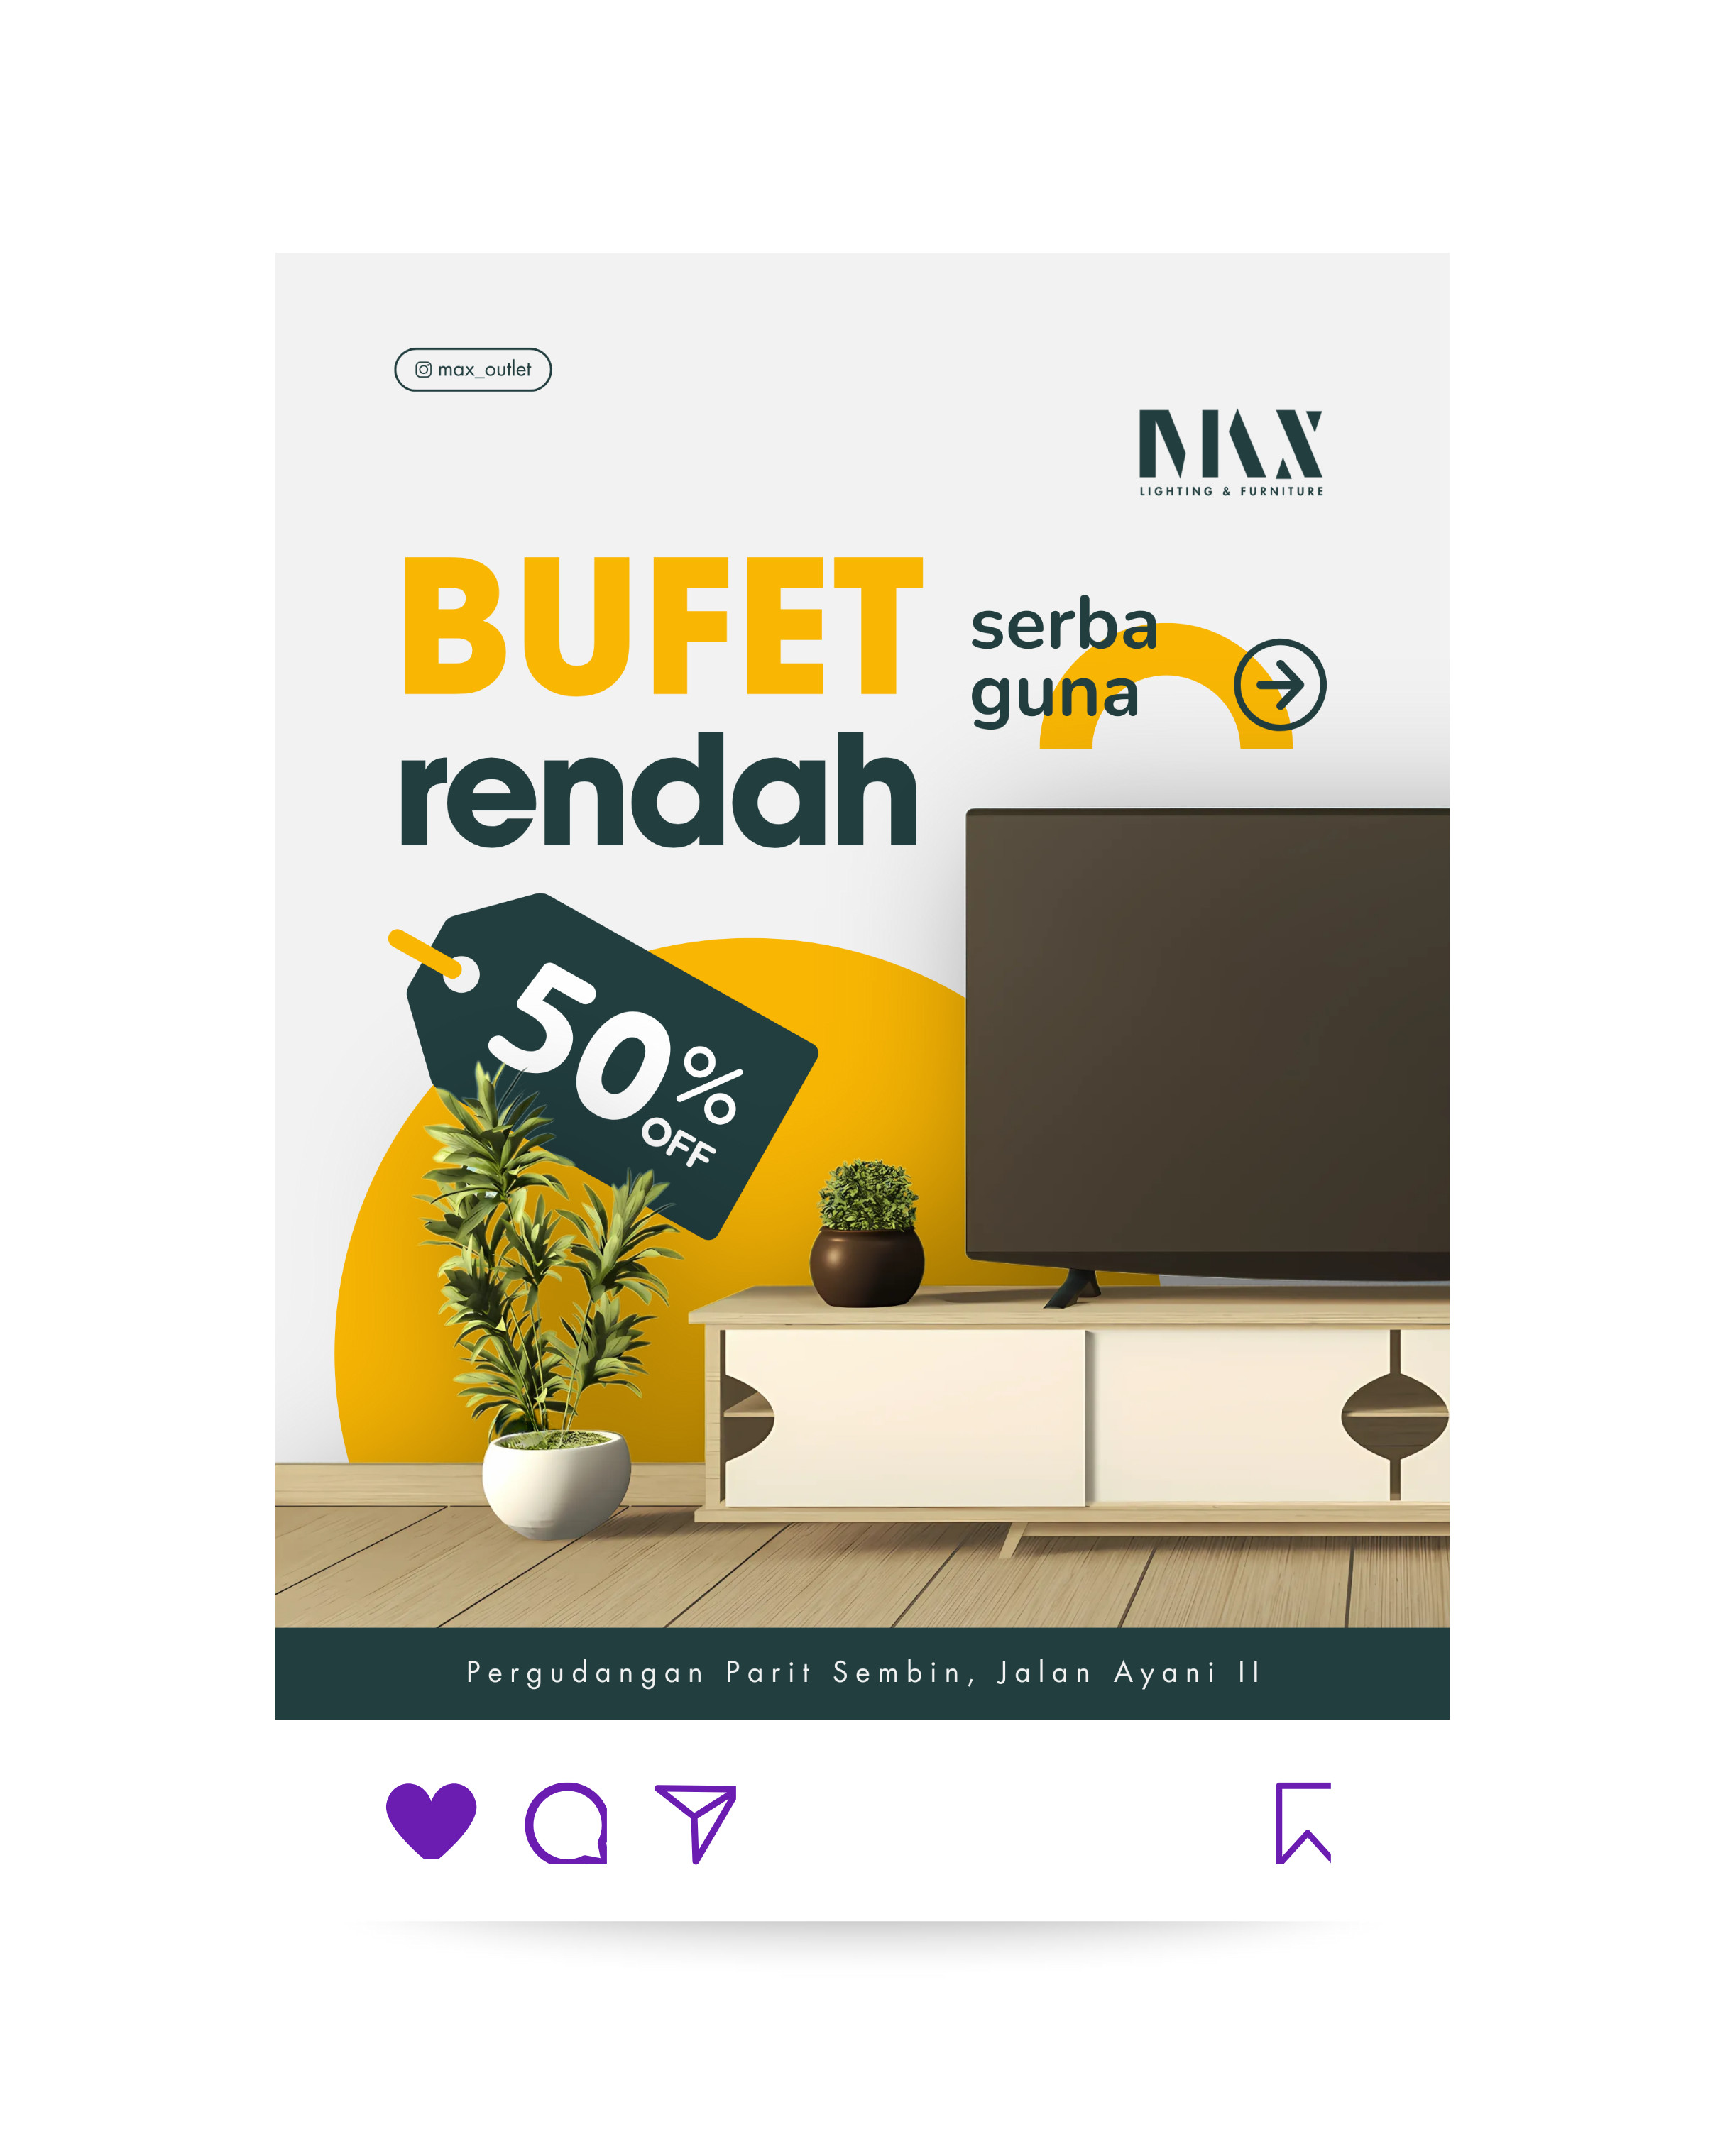 max_outlet
MAX
LIGHTING & FURNITURE
BUFET
rendah
serba
guna
50%
OFF
Pergudangan Parit Sembin, Jalan Ayani II